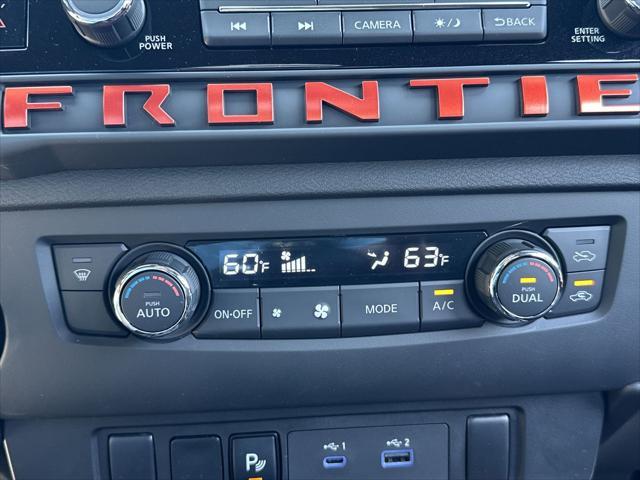 PUSH POWER
CAMERA
BACK
ENTER SETTING
FRONTIE
60°F
63°F
PUSH AUTO
ON·OFF
MODE
A/C
PUSH DUAL
P
1
2